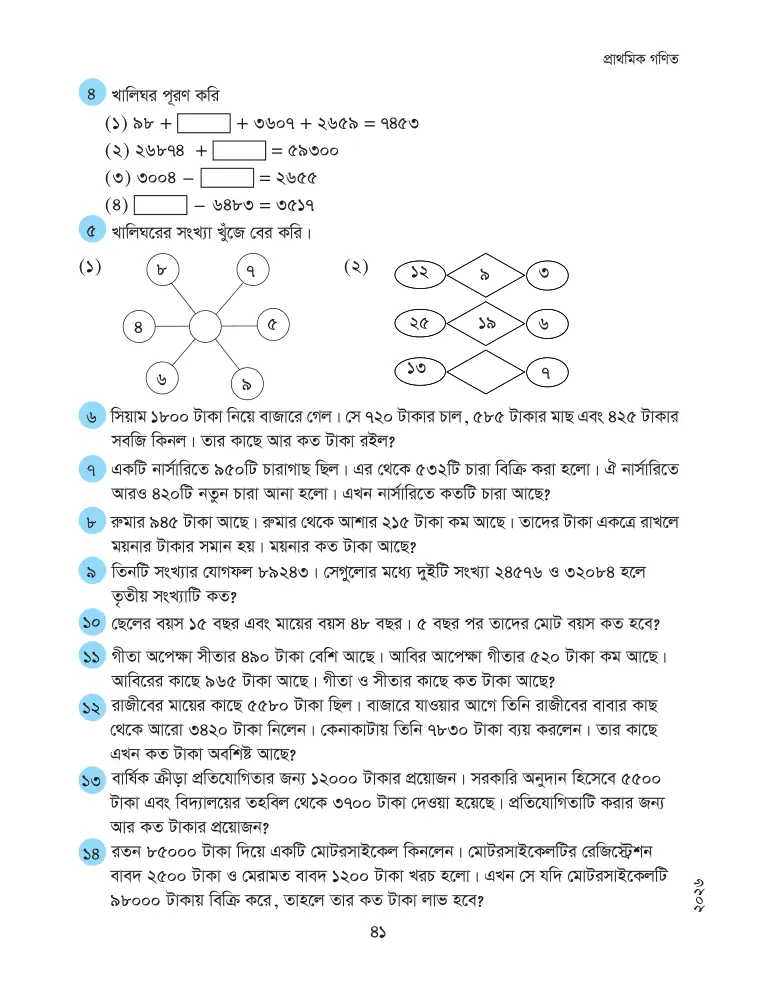 প্রাথমিক গণিত
৪ খালিঘর পূরণ করি
(১) ৯৮ + + ৩৬০৭ + ২৬৫৯ = ৭৪৫৩
(২) ২৬৮৭৪ + = ৫৯৩০০
(৩) ৩০০৪ − = ২৬৫৫
(৪) − ৬৪৮৩ = ৩৫১৭
৫ খালিঘরের সংখ্যা খুঁজে বের করি।
(১) ৮ ৭
৪ ৫
৬ ৯
(২) ১২ ৯ ৩
২৫ ১৯ ৬
১৩ ৭
৬ সিয়াম ১৮০০ টাকা নিয়ে বাজারে গেল। সে ৭২০ টাকার চাল, ৫৮৫ টাকার মাছ এবং ৪২৫ টাকার
সবজি কিনল। তার কাছে আর কত টাকা রইল?
৭ একটি নার্সারিতে ৯৫০টি চারাগাছ ছিল। এর থেকে ৫৩২টি চারা বিক্রি করা হলো। ঐ নার্সারিতে
আরও ৪২০টি নতুন চারা আনা হলো। এখন নার্সারিতে কতটি চারা আছে?
৮ রুমার ৯৪৫ টাকা আছে। রুমার থেকে আশার ২১৫ টাকা কম আছে। তাদের টাকা একত্রে রাখলে
ময়নার টাকার সমান হয়। ময়নার কত টাকা আছে?
৯ তিনটি সংখ্যার যোগফল ৮৯২৪৩। সেগুলোর মধ্যে দুইটি সংখ্যা ২৪৫৭৬ ও ৩২০৮৪ হলে
তৃতীয় সংখ্যাটি কত?
১০ ছেলের বয়স ১৫ বছর এবং মায়ের বয়স ৪৮ বছর। ৫ বছর পর তাদের মোট বয়স কত হবে?
১১ গীতা অপেক্ষা সীতার ৪৯০ টাকা বেশি আছে। আবির আপেক্ষা গীতার ৫২০ টাকা কম আছে।
আবিরের কাছে ৯৬৫ টাকা আছে। গীতা ও সীতার কাছে কত টাকা আছে?
১২ রাজীবের মায়ের কাছে ৫৫৮০ টাকা ছিল। বাজারে যাওয়ার আগে তিনি রাজীবের বাবার কাছ
থেকে আরো ৩৪২০ টাকা নিলেন। কেনাকাটায় তিনি ৭৮৩০ টাকা ব্যয় করলেন। তার কাছে
এখন কত টাকা অবশিষ্ট আছে?
১৩ বার্ষিক ক্রীড়া প্রতিযোগিতার জন্য ১২০০০ টাকার প্রয়োজন। সরকারি অনুদান হিসেবে ৫৫০০
টাকা এবং বিদ্যালয়ের তহবিল থেকে ৩৭০০ টাকা দেওয়া হয়েছে। প্রতিযোগিতাটি করার জন্য
আর কত টাকার প্রয়োজন?
১৪ রতন ৮৫০০০ টাকা দিয়ে একটি মোটরসাইকেল কিনলেন। মোটরসাইকেলটির রেজিস্ট্রেশন
বাবদ ২৫০০ টাকা ও মেরামত বাবদ ১২০০ টাকা খরচ হলো। এখন সে যদি মোটরসাইকেলটি
৯৮০০০ টাকায় বিক্রি করে, তাহলে তার কত টাকা লাভ হবে?
২০২৬
৪১